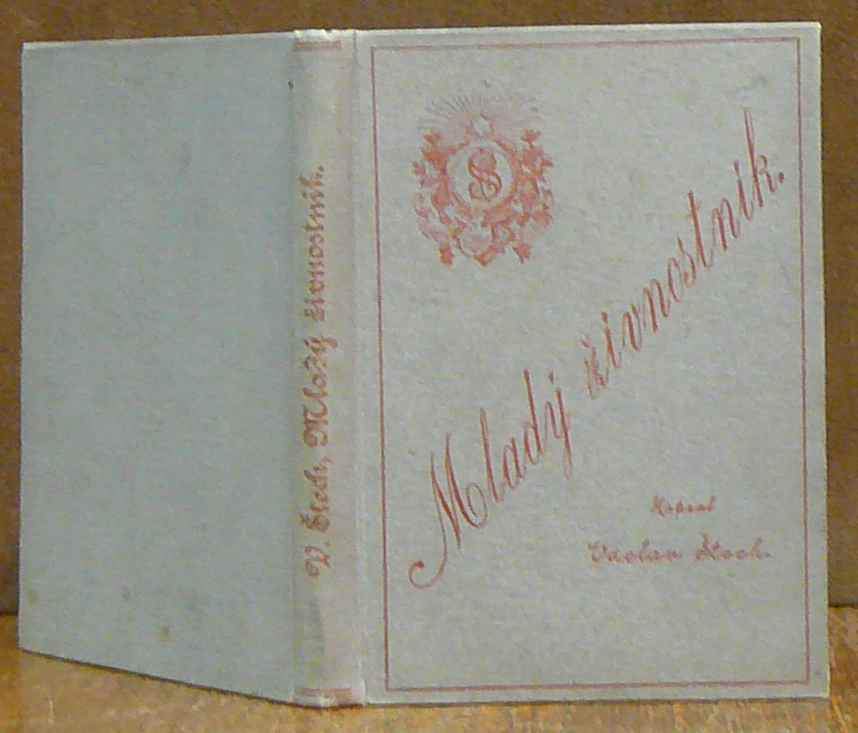 V. Štech, Mladý živnostník.
Mladý živnostník.
Napsal
Václav Štech.